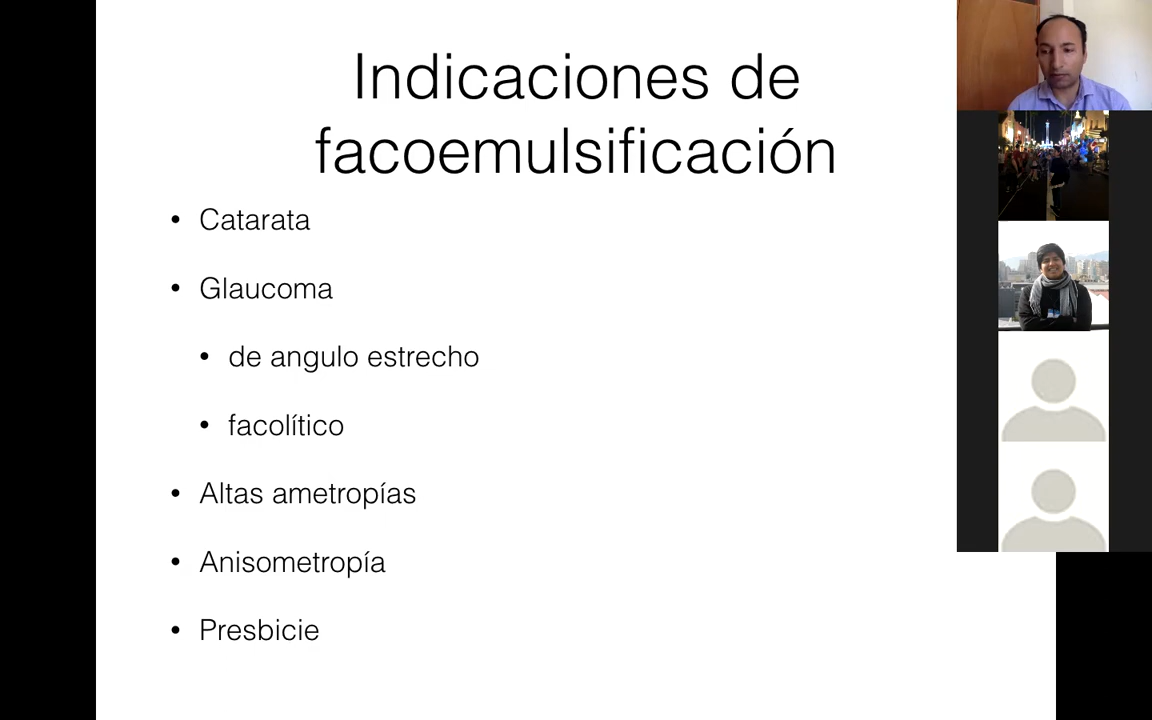 Indicaciones de
facoemulsificación
• Catarata
• Glaucoma
• de angulo estrecho
• facolítico
• Altas ametropías
• Anisometropía
• Presbicie